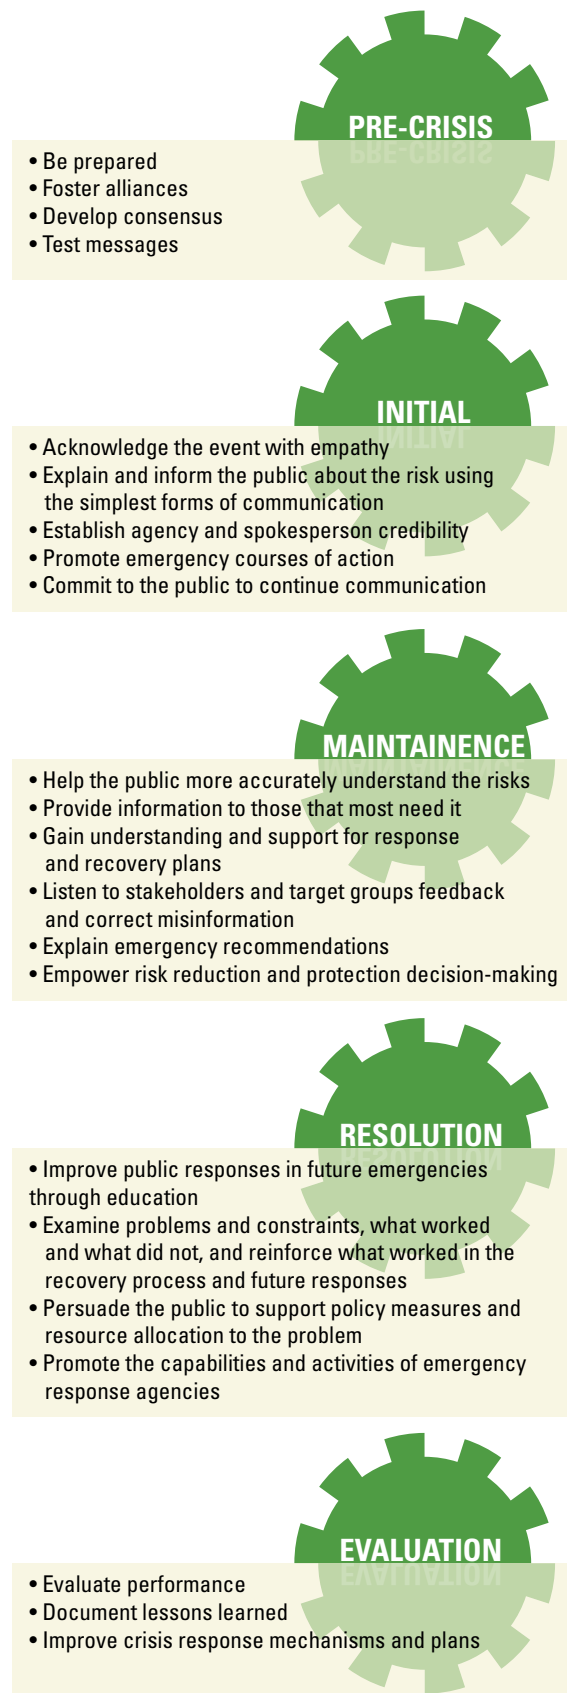 PRE-CRISIS
• Be prepared
• Foster alliances
• Develop consensus
• Test messages
INITIAL
• Acknowledge the event with empathy
• Explain and inform the public about the risk using
the simplest forms of communication
• Establish agency and spokesperson credibility
• Promote emergency courses of action
• Commit to the public to continue communication
MAINTAINENCE
• Help the public more accurately understand the risks
• Provide information to those that most need it
• Gain understanding and support for response
and recovery plans
• Listen to stakeholders and target groups feedback
and correct misinformation
• Explain emergency recommendations
• Empower risk reduction and protection decision-making
RESOLUTION
• Improve public responses in future emergencies
through education
• Examine problems and constraints, what worked
and what did not, and reinforce what worked in the
recovery process and future responses
• Persuade the public to support policy measures and
resource allocation to the problem
• Promote the capabilities and activities of emergency
response agencies
EVALUATION
• Evaluate performance
• Document lessons learned
• Improve crisis response mechanisms and plans